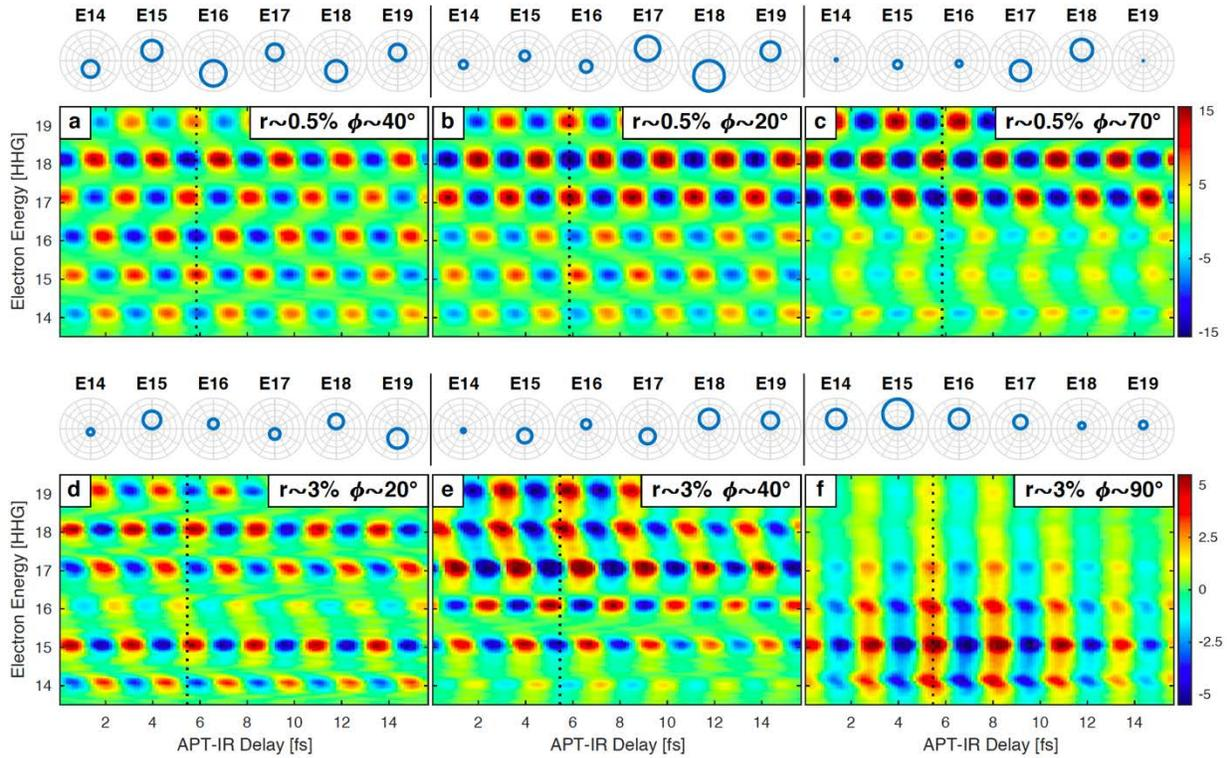 E14 E15 E16 E17 E18 E19 E14 E15 E16 E17 E18 E19 E14 E15 E16 E17 E18 E19
a r~0.5% ϕ~40° b r~0.5% ϕ~20° c r~0.5% ϕ~70°
Electron Energy [HHG]
19
18
17
16
15
14
15
5
-5
-15
E14 E15 E16 E17 E18 E19 E14 E15 E16 E17 E18 E19 E14 E15 E16 E17 E18 E19
d r~3% ϕ~20° e r~3% ϕ~40° f r~3% ϕ~90°
Electron Energy [HHG]
19
18
17
16
15
14
5
2.5
0
-2.5
-5
2 4 6 8 10 12 14 2 4 6 8 10 12 14 2 4 6 8 10 12 14
APT-IR Delay [fs] APT-IR Delay [fs] APT-IR Delay [fs]